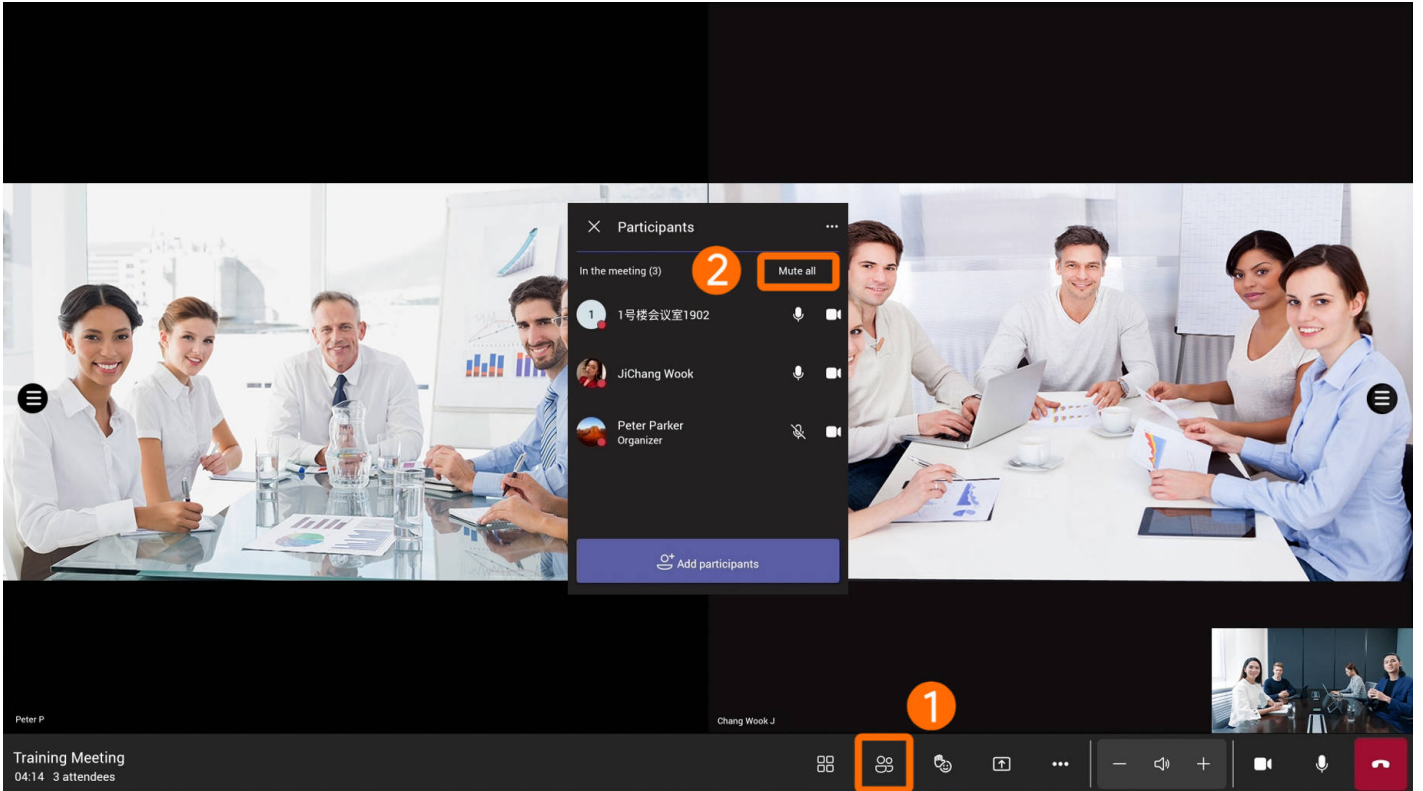 Participants
In the meeting (3)
2
Mute all
1
1号楼会议室1902
JiChang Wook
Peter Parker
Organizer
Add participants
Peter P
Chang Wook J
1
Training Meeting
04:14 3 attendees